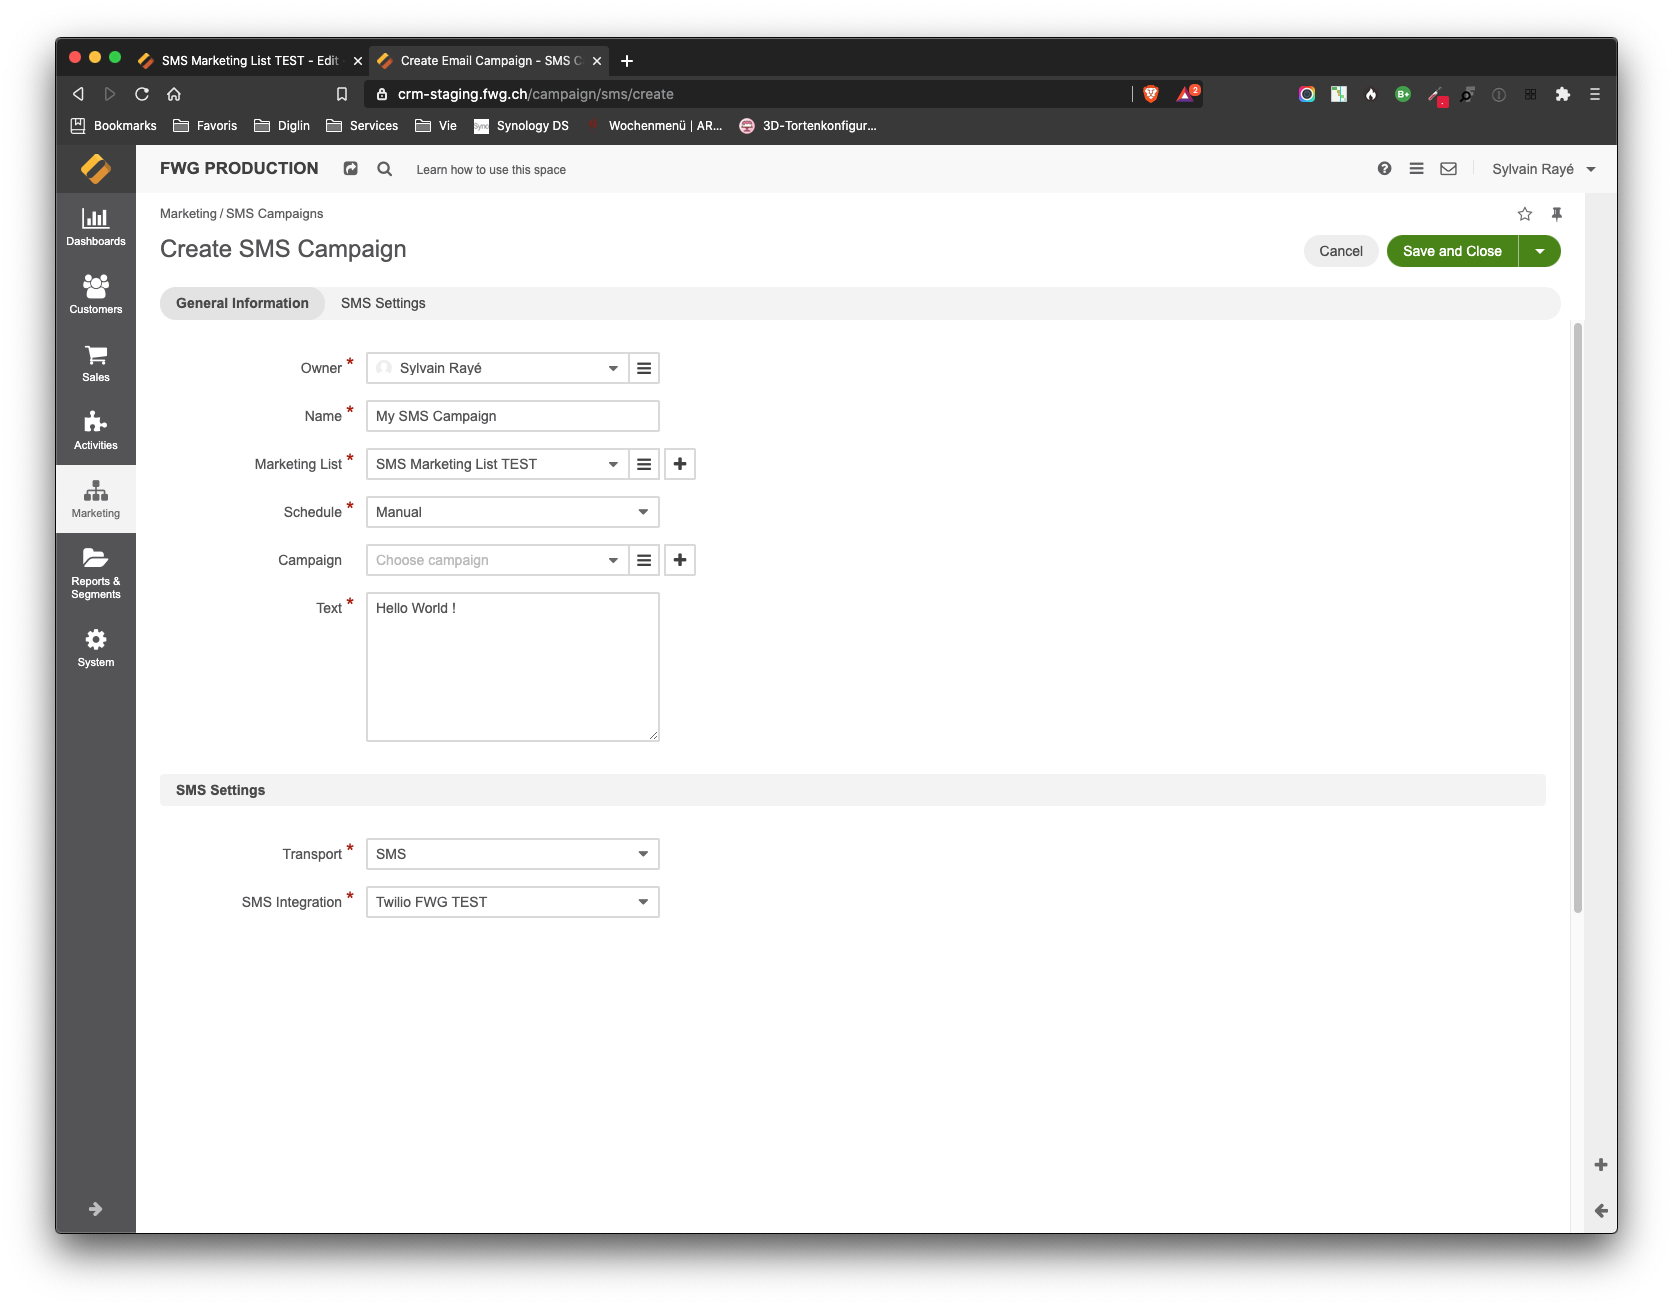 SMS Marketing List TEST - Edit
Create Email Campaign - SMS C
crm-staging.fwg.ch/campaign/sms/create
2
B+
Bookmarks
Favoris
Diglin
Services
Vie
Syno
Synology DS
Wochenmenü | AR...
3D-Tortenkonfigur...
FWG PRODUCTION
Learn how to use this space
Sylvain Rayé
Dashboards
Customers
Sales
Activities
Marketing
Reports &
Segments
System
Marketing / SMS Campaigns
Create SMS Campaign
Cancel
Save and Close
General Information
SMS Settings
Owner *
Sylvain Rayé
Name *
My SMS Campaign
Marketing List *
SMS Marketing List TEST
Schedule *
Manual
Campaign
Choose campaign
Text *
Hello World !
SMS Settings
Transport *
SMS
SMS Integration *
Twilio FWG TEST